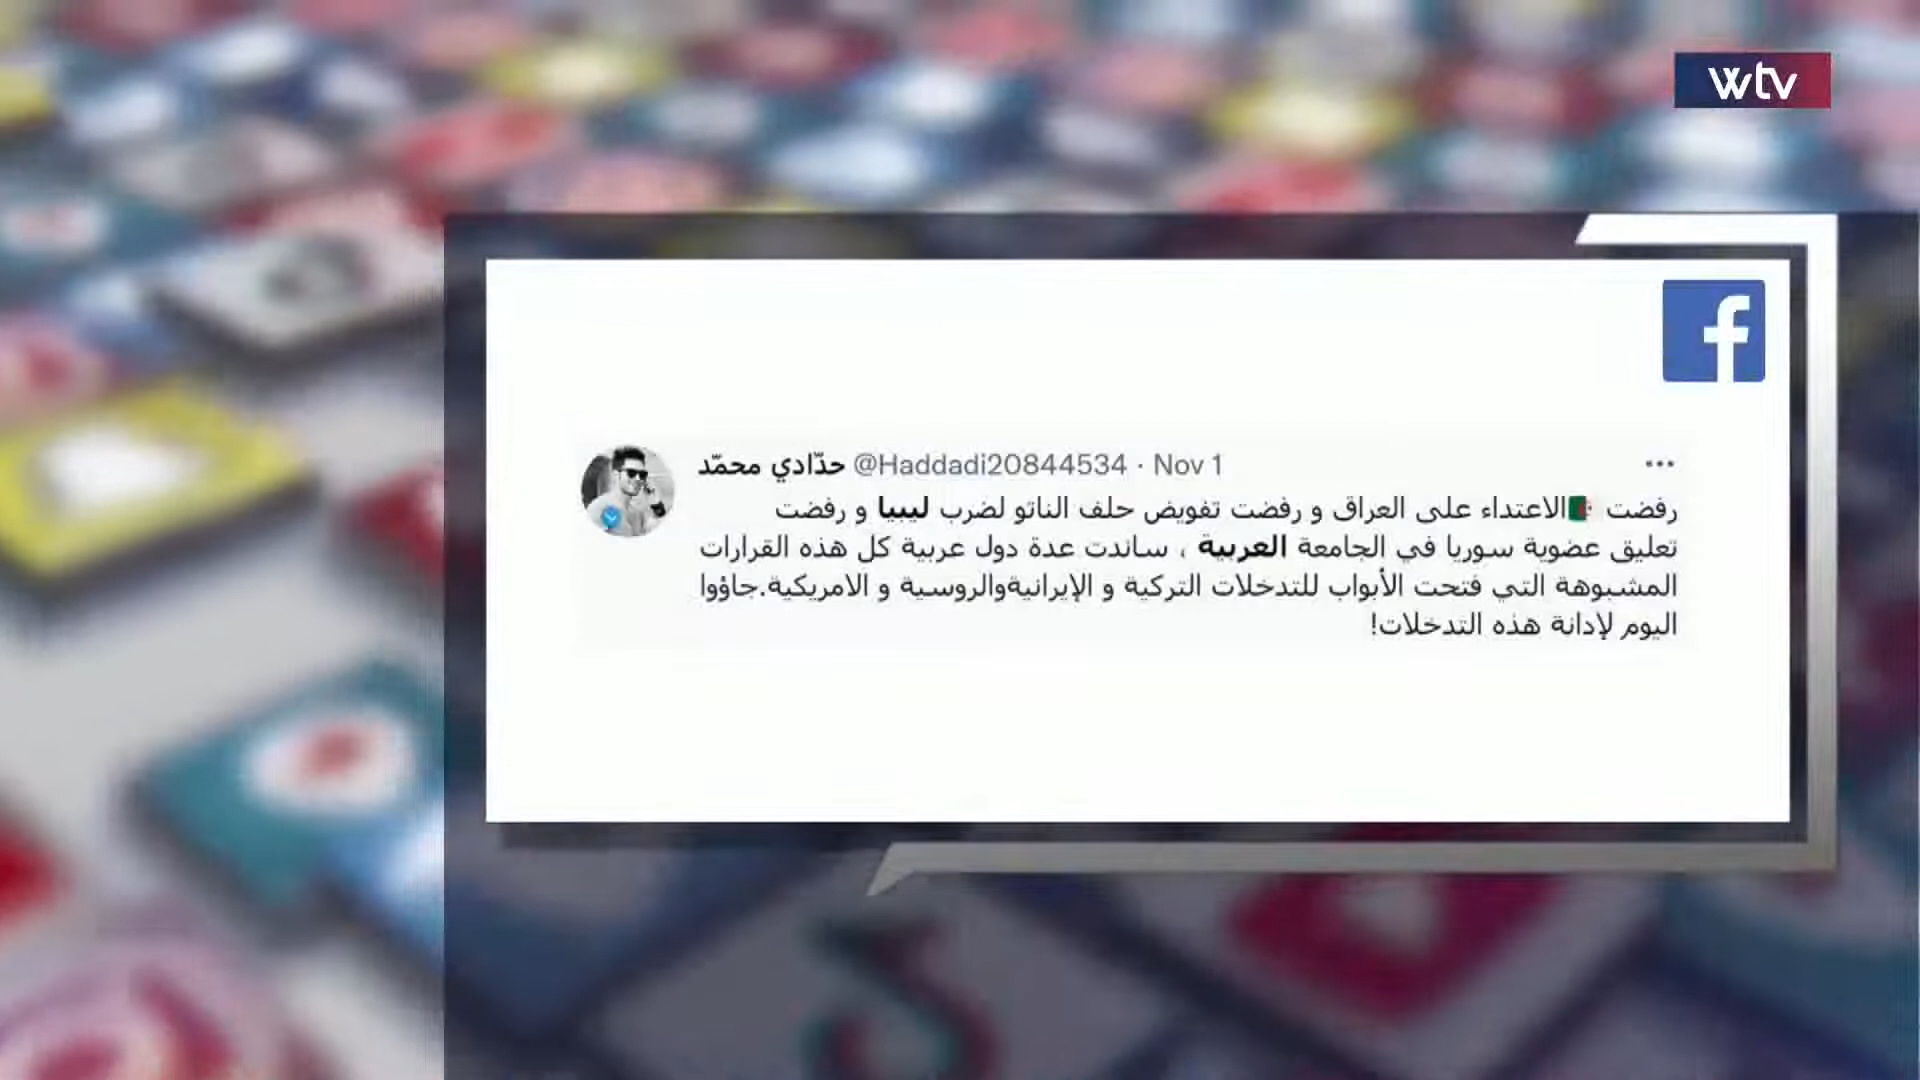 wtv
حدّادي محمّد @Haddadi20844534 · Nov 1
رفضت 🇩🇿الاعتداء على العراق و رفضت تفويض حلف الناتو لضرب ليبيا و رفضت
تعليق عضوية سوريا في الجامعة العربية ، ساندت عدة دول عربية كل هذه القرارات
المشبوهة التي فتحت الأبواب للتدخلات التركية و الإيرانيةوالروسية و الامريكية.جاؤوا
اليوم لإدانة هذه التدخلات!